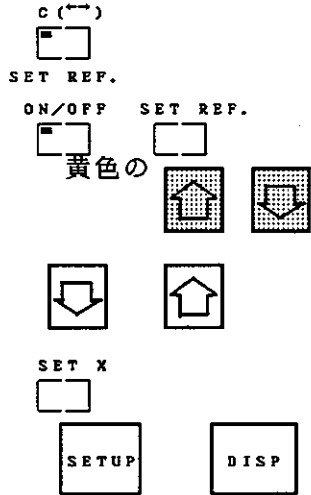 C (↔)
SET REF.
ON/OFF SET REF.
黄色の
SET X
SETUP DISP